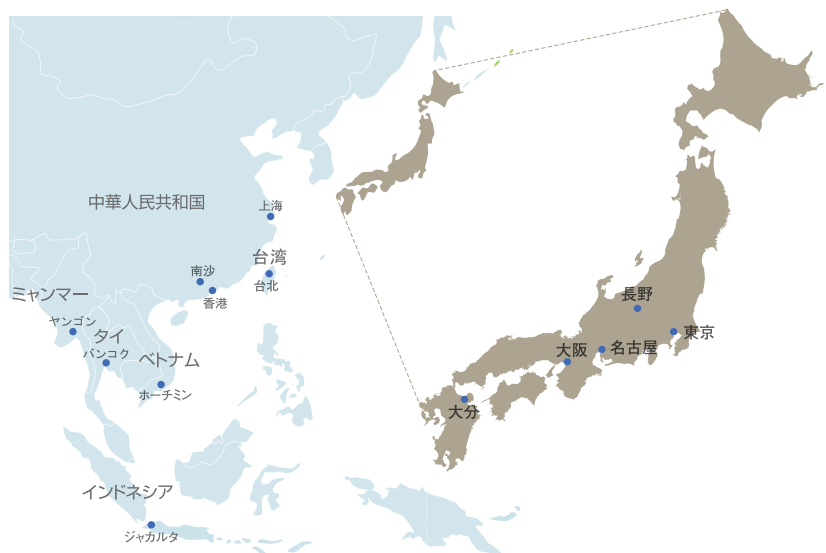 中華人民共和国
上海
台湾
台北
南沙
香港
ミャンマー
ヤンゴン
タイ
バンコク
ベトナム
ホーチミン
インドネシア
ジャカルタ
長野
東京
名古屋
大阪
大分